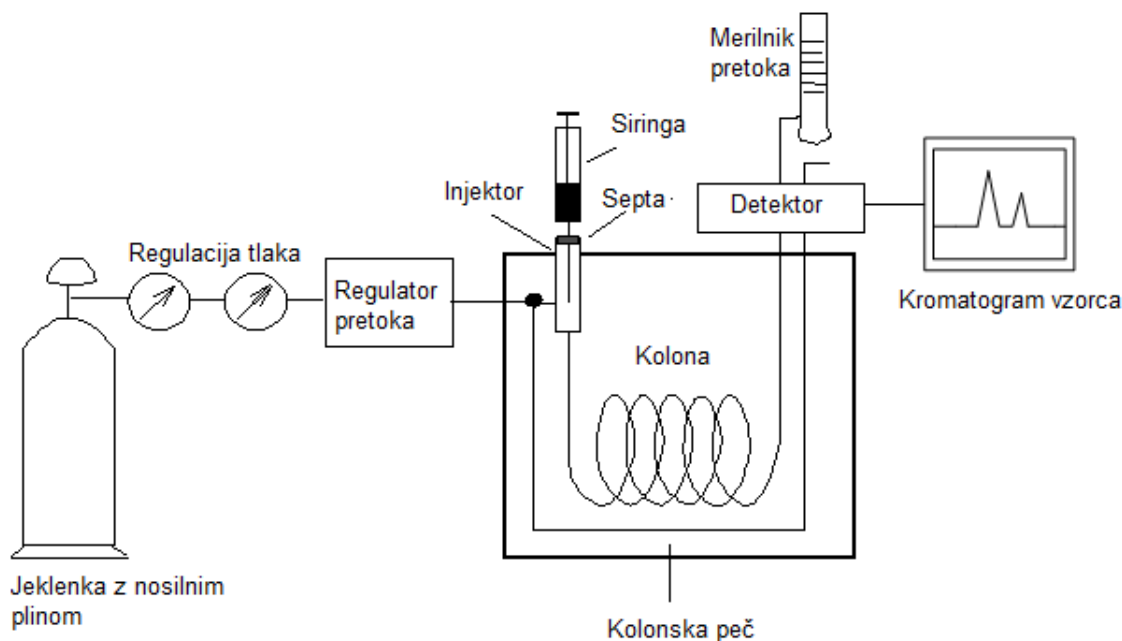 Merilnik
pretoka
Siringa
Injektor
Septa
Detektor
Regulacija tlaka
Regulator
pretoka
Kromatogram vzorca
Kolona
Jeklenka z nosilnim
plinom
Kolonska peč